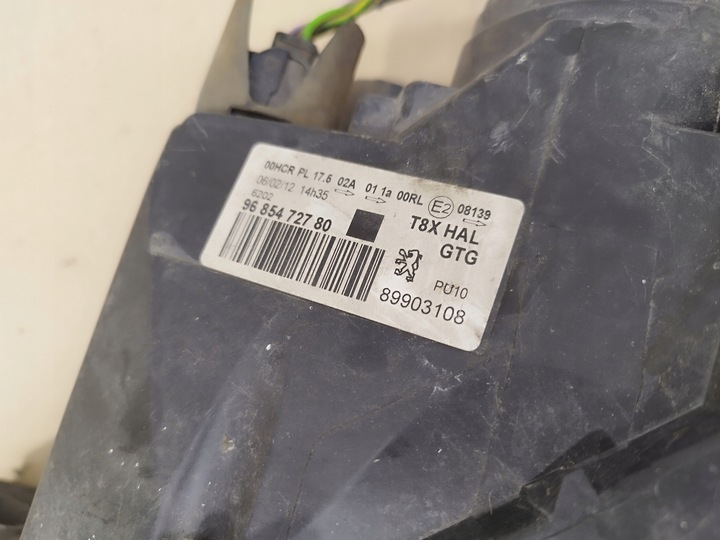 00HCR PL 17.5 02A 01 1a 00RL E2 08139
06/02/12 14h35
6202
96 854 727 80
T8X HAL
GTG
PU10
89903108